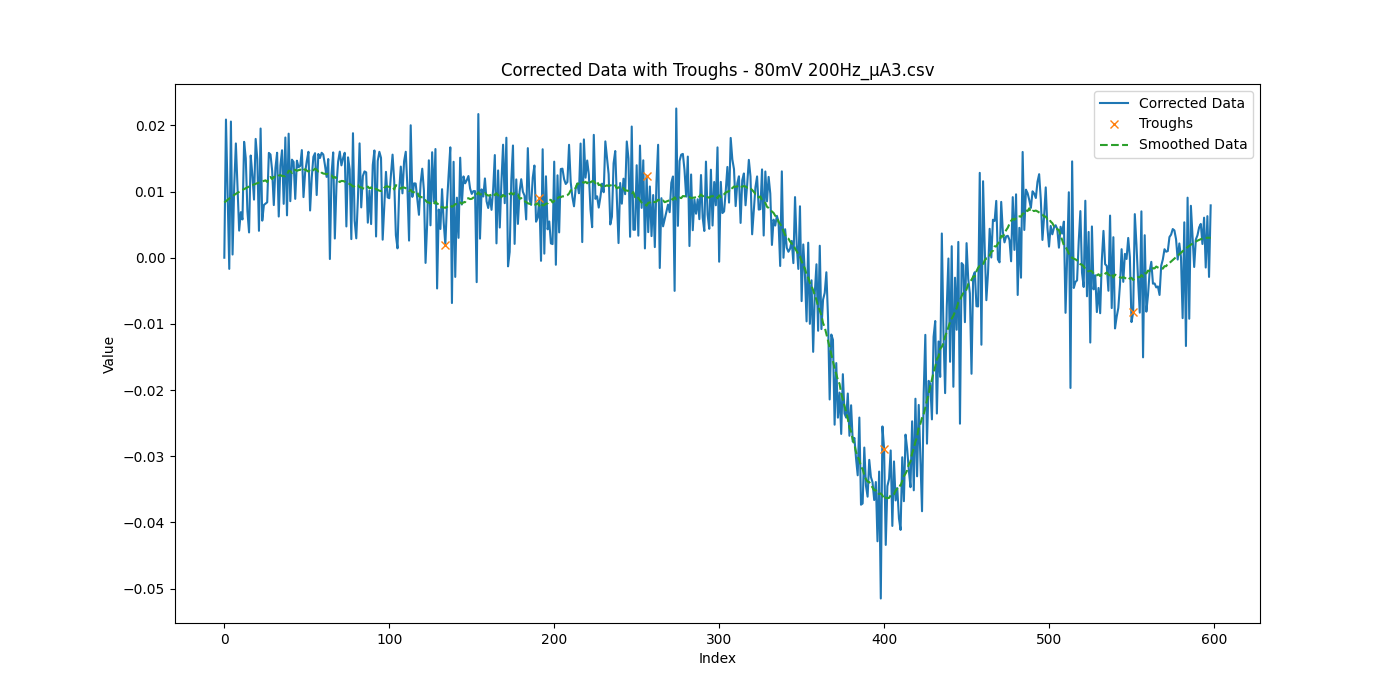 Corrected Data with Troughs - 80mV 200Hz_µA3.csv
Corrected Data
Troughs
Smoothed Data
Value
0.02
0.01
0.00
−0.01
−0.02
−0.03
−0.04
−0.05
0 100 200 300 400 500 600
Index